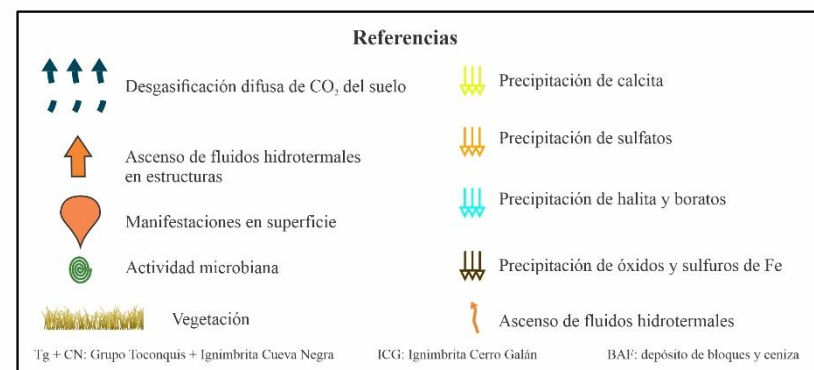 Referencias
Desgasificación difusa de CO₂ del suelo
Ascenso de fluidos hidrotermales
en estructuras
Manifestaciones en superficie
Actividad microbiana
Vegetación
Precipitación de calcita
Precipitación de sulfatos
Precipitación de halita y boratos
Precipitación de óxidos y sulfuros de Fe
Ascenso de fluidos hidrotermales
Tg + CN: Grupo Toconquis + Ignimbrita Cueva Negra
ICG: Ignimbrita Cerro Galán
BAF: depósito de bloques y ceniza